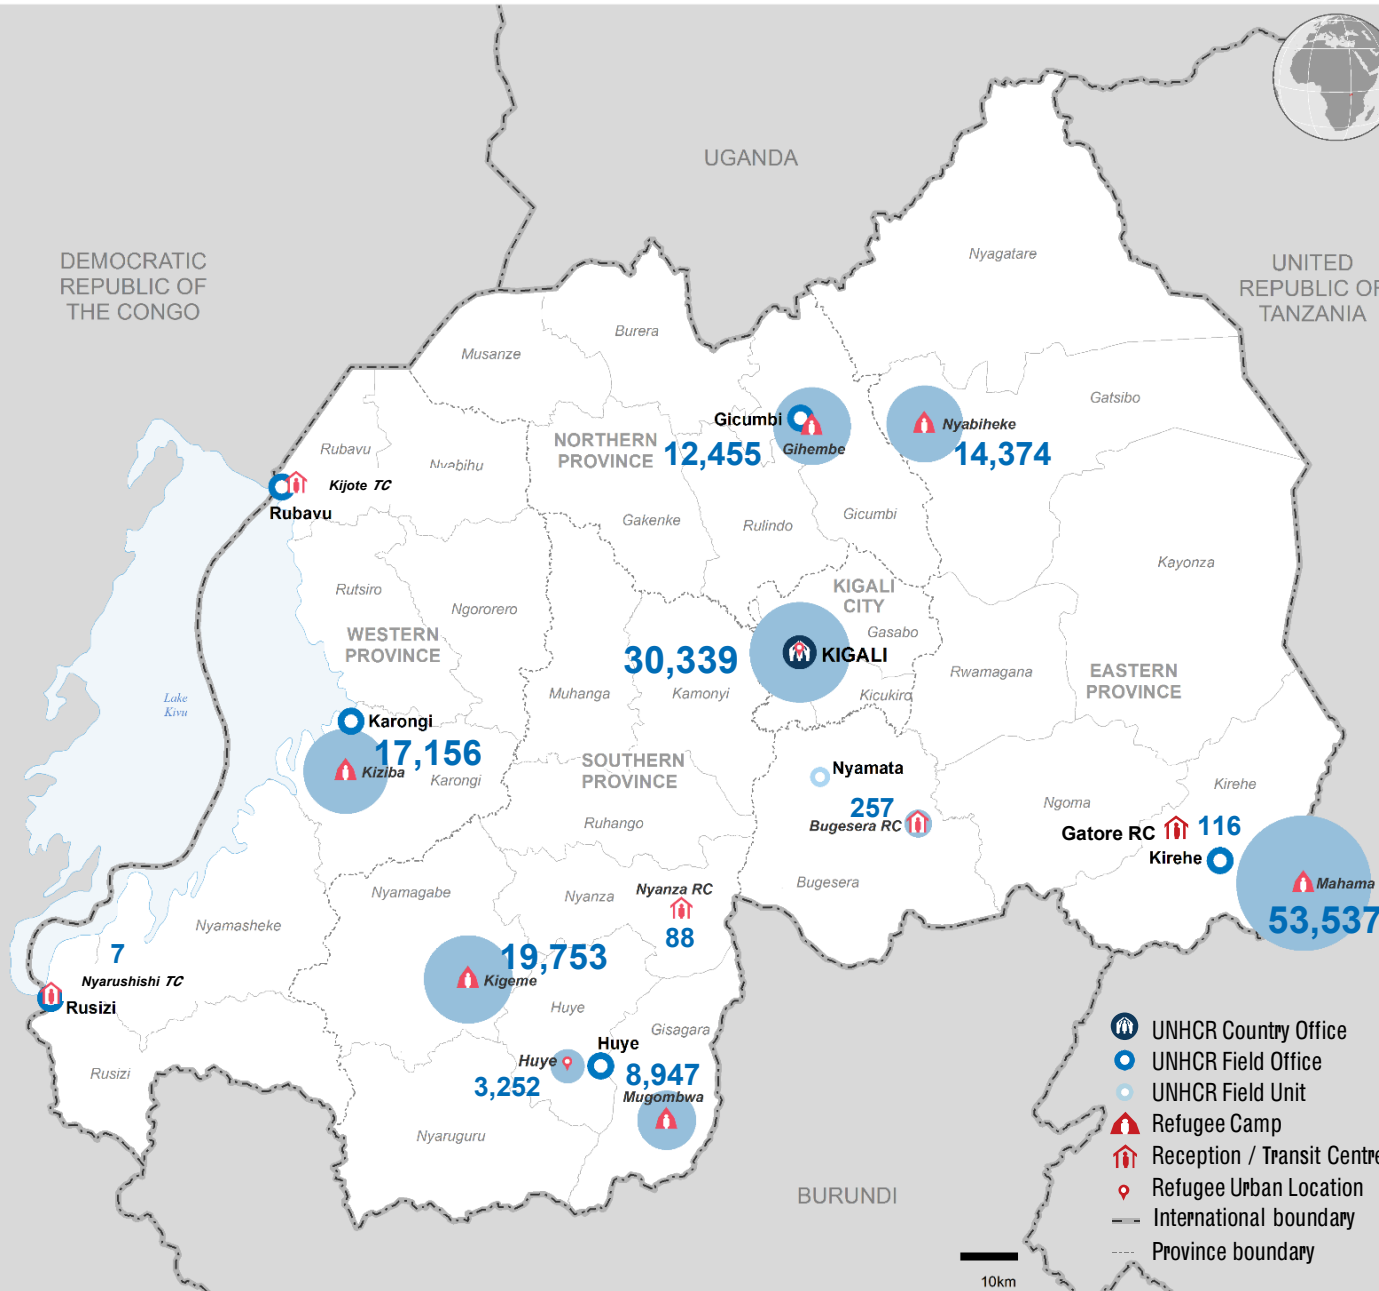 UGANDA
DEMOCRATIC
REPUBLIC OF
THE CONGO
UNITED
REPUBLIC OF
TANZANIA
Nyagatare
Burera
Musanze
Gatsibo
Gicumbi
12,455
Gihembe
Nyabiheke
14,374
NORTHERN
PROVINCE
Rubavu
Nyabihu
Kijote TC
Rubavu
Gakenke
Rulindo
Gicumbi
Kayonza
Rutsiro
Ngororero
KIGALI
CITY
Gasabo
WESTERN
PROVINCE
30,339
KIGALI
Rwamagana
EASTERN
PROVINCE
Lake
Kivu
Muhanga
Kamonyi
Kicukiro
Karongi
17,156
Kiziba
Karongi
SOUTHERN
PROVINCE
Nyamata
257
Bugesera RC
Ngoma
Kirehe
Ruhango
Gatore RC
116
Kirehe
Nyamagabe
Nyanza
Nyanza RC
88
Bugesera
Mahama
53,537
Nyamasheke
7
Nyarushishi TC
Rusizi
19,753
Kigeme
Huye
Gisagara
Huye
Huye
3,252
8,947
Mugombwa
Rusizi
Nyaruguru
BURUNDI
UNHCR Country Office
UNHCR Field Office
UNHCR Field Unit
Refugee Camp
Reception / Transit Centre
Refugee Urban Location
International boundary
Province boundary
10km